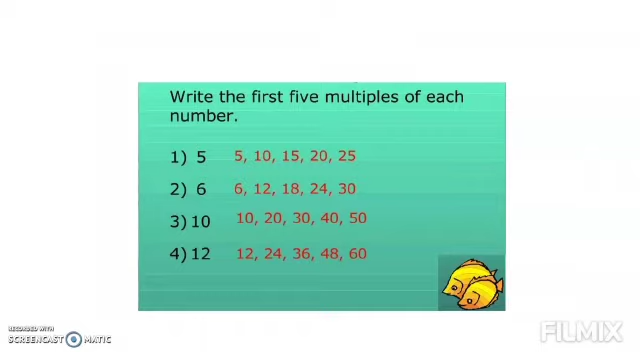 Write the first five multiples of each
number.
1) 5 5, 10, 15, 20, 25
2) 6 6, 12, 18, 24, 30
3) 10 10, 20, 30, 40, 50
4) 12 12, 24, 36, 48, 60
RECORDED WITH
SCREENCAST MATIC
FILMIX